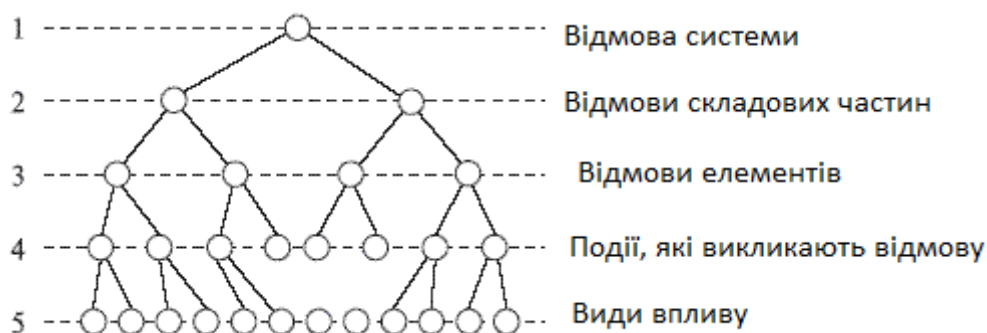 1 Відмова системи
2 Відмови складових частин
3 Відмови елементів
4 Події, які викликають відмову
5 Види впливу